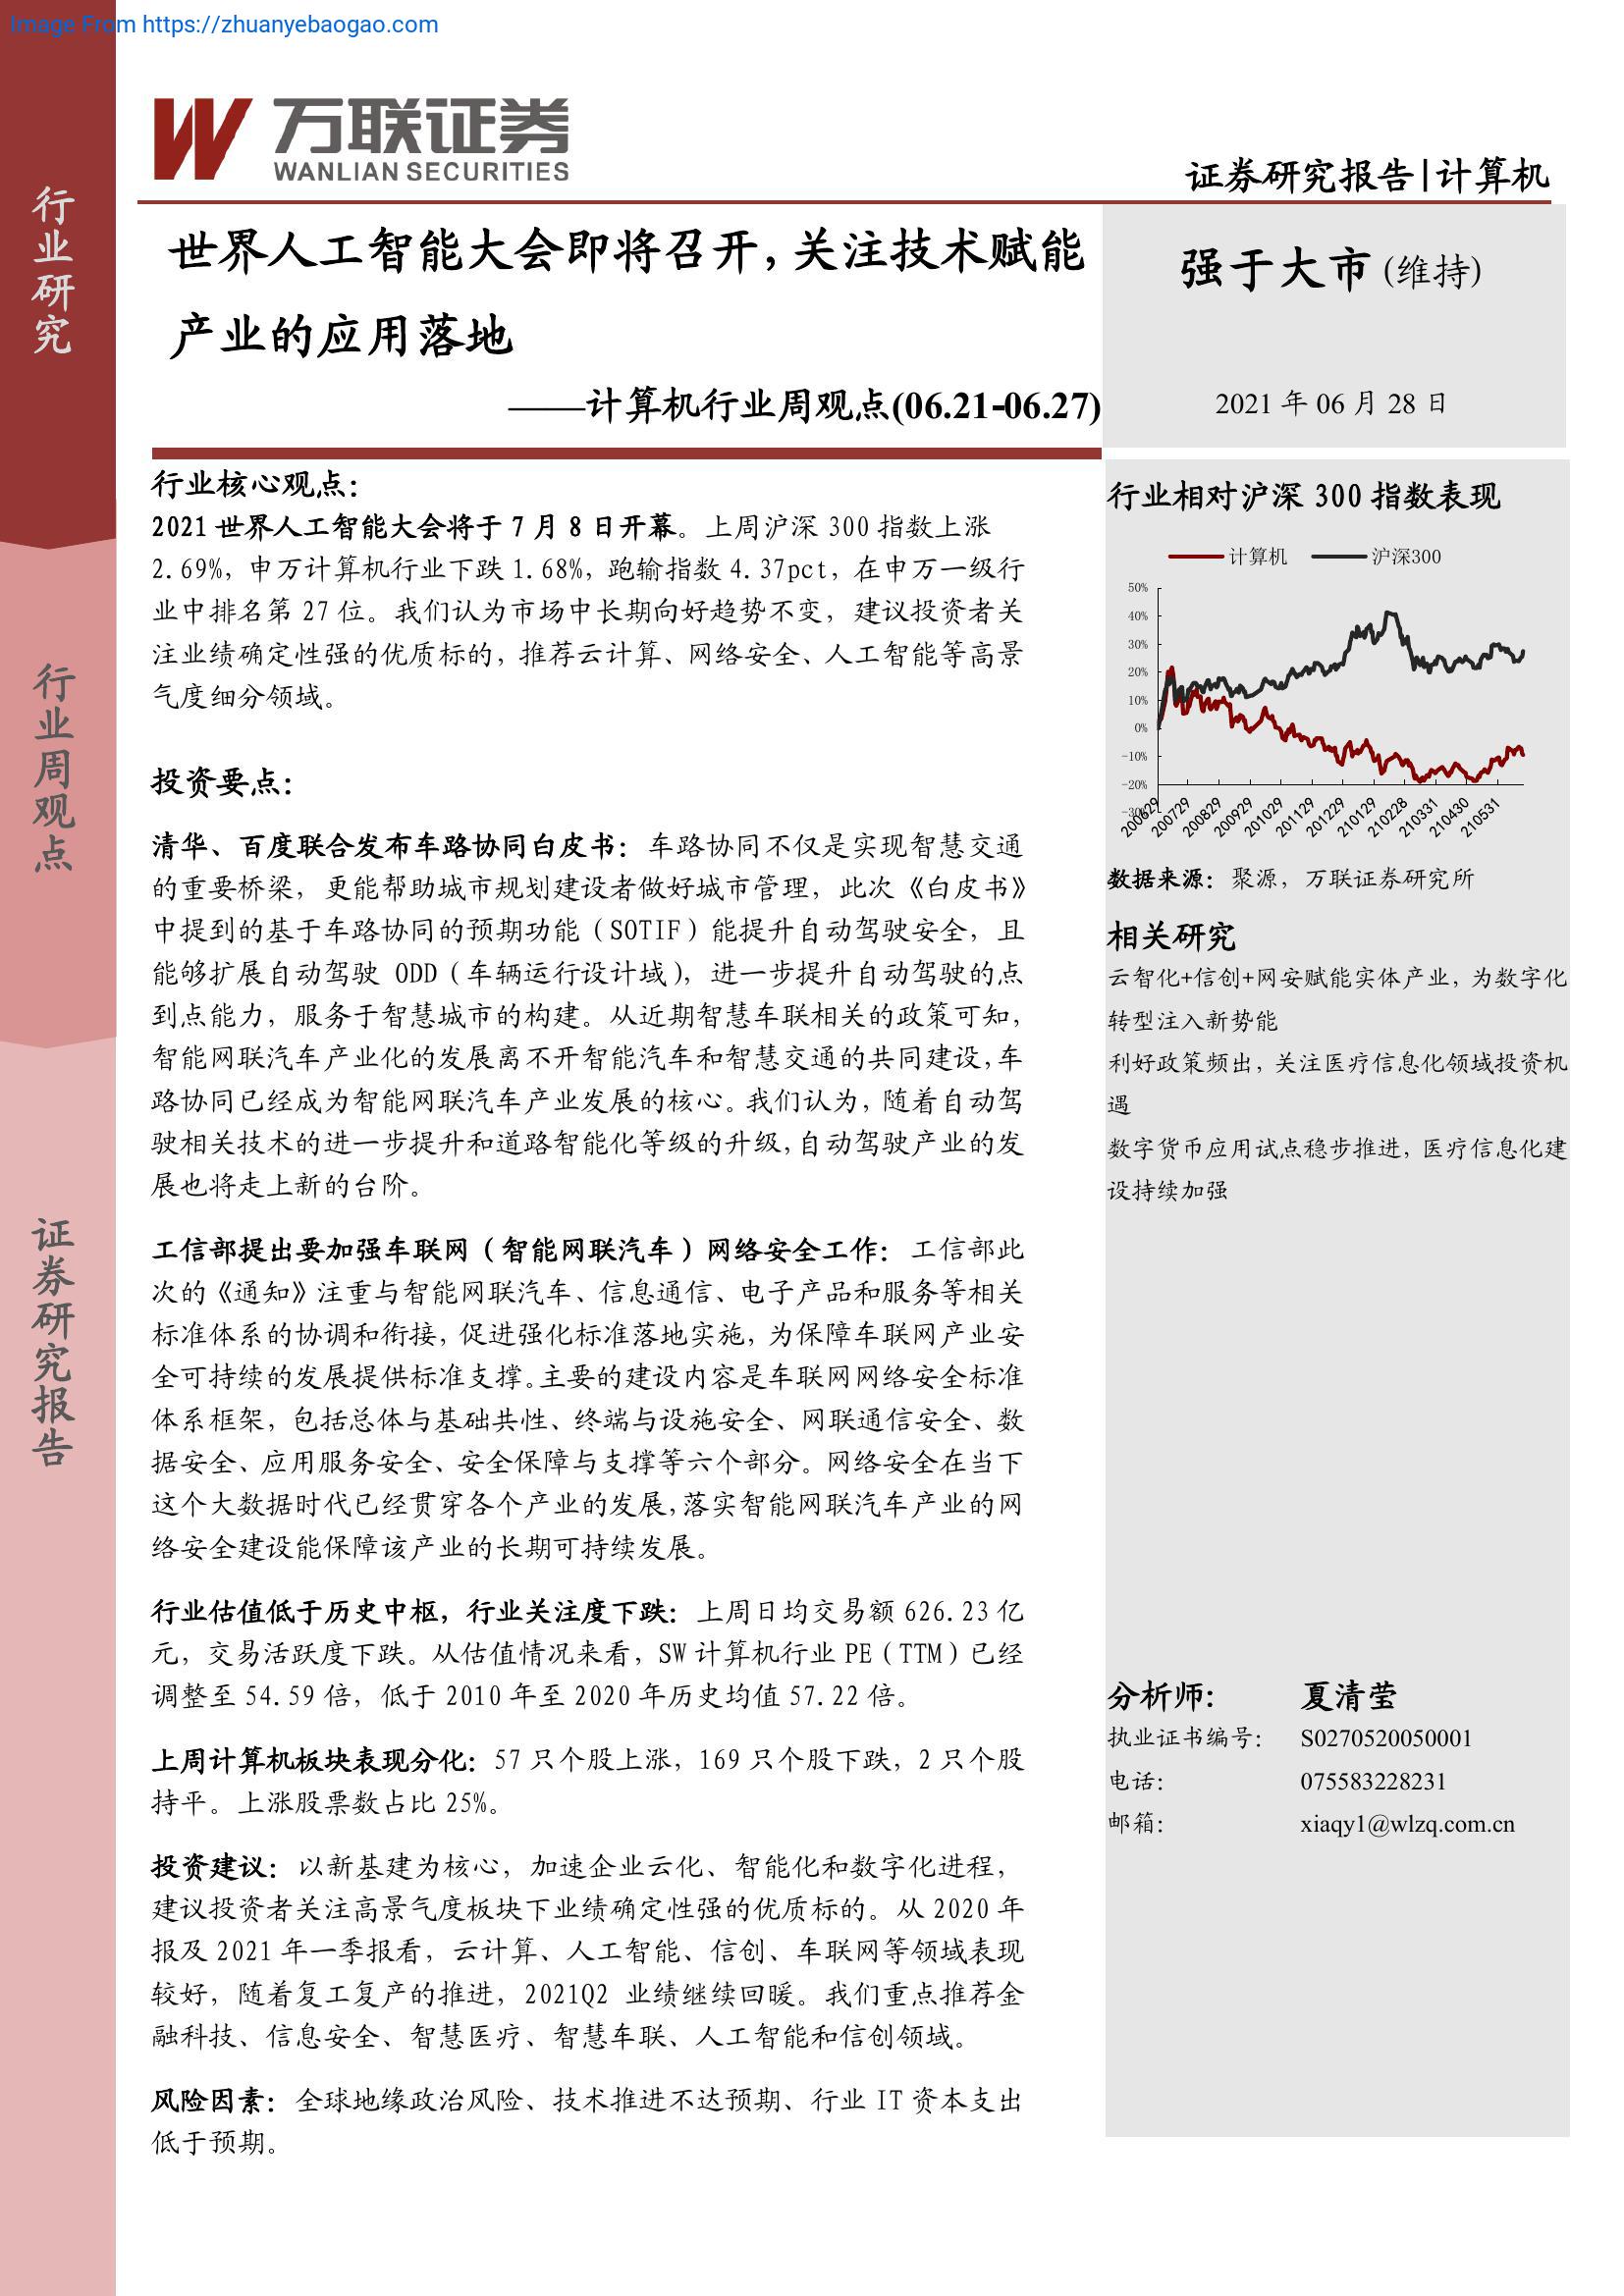 Image From https://zhuanyebaogao.com
万联证券
WANLIAN SECURITIES
证券研究报告|计算机
行业研究
行业周观点
证券研究报告
世界人工智能大会即将召开，关注技术赋能
产业的应用落地
——计算机行业周观点(06.21-06.27)
强于大市(维持)
2021 年 06 月 28 日
行业核心观点：
2021 世界人工智能大会将于 7 月 8 日开幕。上周沪深 300 指数上涨
2.69%，申万计算机行业下跌 1.68%，跑输指数 4.37pct，在申万一级行
业中排名第 27 位。我们认为市场中长期向好趋势不变，建议投资者关
注业绩确定性强的优质标的，推荐云计算、网络安全、人工智能等高景
气度细分领域。
投资要点：
清华、百度联合发布车路协同白皮书：车路协同不仅是实现智慧交通
的重要桥梁，更能帮助城市规划建设者做好城市管理，此次《白皮书》
中提到的基于车路协同的预期功能（SOTIF）能提升自动驾驶安全，且
能够扩展自动驾驶 ODD（车辆运行设计域），进一步提升自动驾驶的点
到点能力，服务于智慧城市的构建。从近期智慧车联相关的政策可知，
智能网联汽车产业化的发展离不开智能汽车和智慧交通的共同建设，车
路协同已经成为智能网联汽车产业发展的核心。我们认为，随着自动驾
驶相关技术的进一步提升和道路智能化等级的升级，自动驾驶产业的发
展也将走上新的台阶。
工信部提出要加强车联网（智能网联汽车）网络安全工作：工信部此
次的《通知》注重与智能网联汽车、信息通信、电子产品和服务等相关
标准体系的协调和衔接，促进强化标准落地实施，为保障车联网产业安
全可持续的发展提供标准支撑。主要的建设内容是车联网网络安全标准
体系框架，包括总体与基础共性、终端与设施安全、网联通信安全、数
据安全、应用服务安全、安全保障与支撑等六个部分。网络安全在当下
这个大数据时代已经贯穿各个产业的发展，落实智能网联汽车产业的网
络安全建设能保障该产业的长期可持续发展。
行业估值低于历史中枢，行业关注度下跌：上周日均交易额 626.23 亿
元，交易活跃度下跌。从估值情况来看，SW 计算机行业 PE（TTM）已经
调整至 54.59 倍，低于 2010 年至 2020 年历史均值 57.22 倍。
上周计算机板块表现分化：57 只个股上涨，169 只个股下跌，2 只个股
持平。上涨股票数占比 25%。
投资建议：以新基建为核心，加速企业云化、智能化和数字化进程，
建议投资者关注高景气度板块下业绩确定性强的优质标的。从 2020 年
报及 2021 年一季报看，云计算、人工智能、信创、车联网等领域表现
较好，随着复工复产的推进，2021Q2 业绩继续回暖。我们重点推荐金
融科技、信息安全、智慧医疗、智慧车联、人工智能和信创领域。
风险因素：全球地缘政治风险、技术推进不达预期、行业 IT 资本支出
低于预期。
行业相对沪深 300 指数表现
计算机 沪深300
50%
40%
30%
20%
10%
0%
-10%
-20%
-30%
200629 200729 200829 200929 201029 201129 201229 210129 210228 210331 210430 210531
数据来源：聚源，万联证券研究所
相关研究
云智化+信创+网安赋能实体产业，为数字化
转型注入新势能
利好政策频出，关注医疗信息化领域投资机
遇
数字货币应用试点稳步推进，医疗信息化建
设持续加强
分析师： 夏清莹
执业证书编号： S0270520050001
电话： 075583228231
邮箱： xiaqy1@wlzq.com.cn